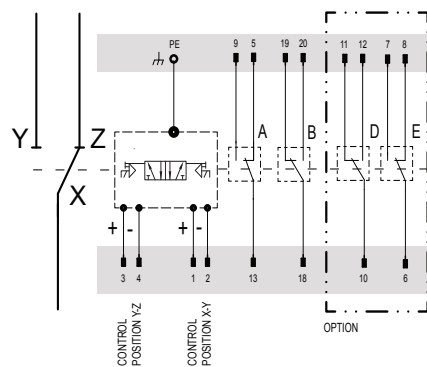 PE
9 5 19 20 11 12 7 8
Y Z A B D E
X
+ - + -
3 4 1 2 13 18 10 6
CONTROL
POSITION Y-Z
CONTROL
POSITION X-Y
OPTION